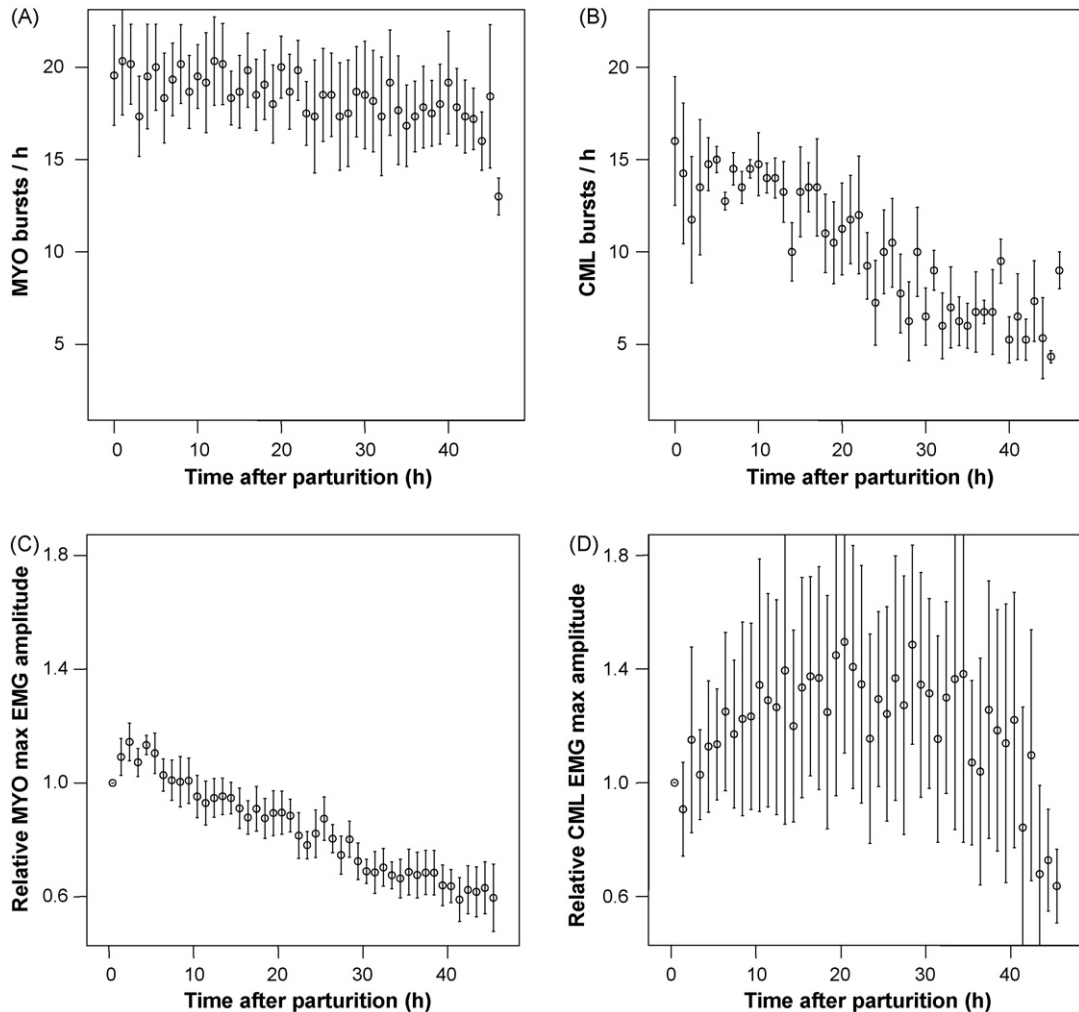 (A)
MYO bursts / h
20
15
10
5
0 10 20 30 40
Time after parturition (h)
(B)
CML bursts / h
20
15
10
5
0 10 20 30 40
Time after parturition (h)
(C)
Relative MYO max EMG amplitude
1.8
1.4
1.0
0.6
0 10 20 30 40
Time after parturition (h)
(D)
Relative CML EMG max amplitude
1.8
1.4
1.0
0.6
0 10 20 30 40
Time after parturition (h)